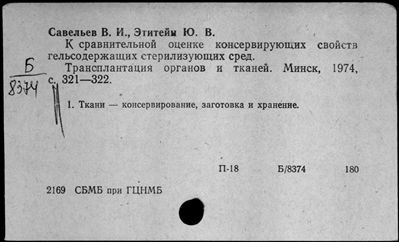 Савельев В. И., Этитейн Ю. В.
К сравнительной оценке консервирующих свойств
гельсодержащих стерилизующих сред.
Трансплантация органов и тканей. Минск, 1974,
с. 321—322.
Б
8374
1. Ткани — консервирование, заготовка и хранение.
П-18 Б/8374 180
2169 СБМБ при ГЦНМБ